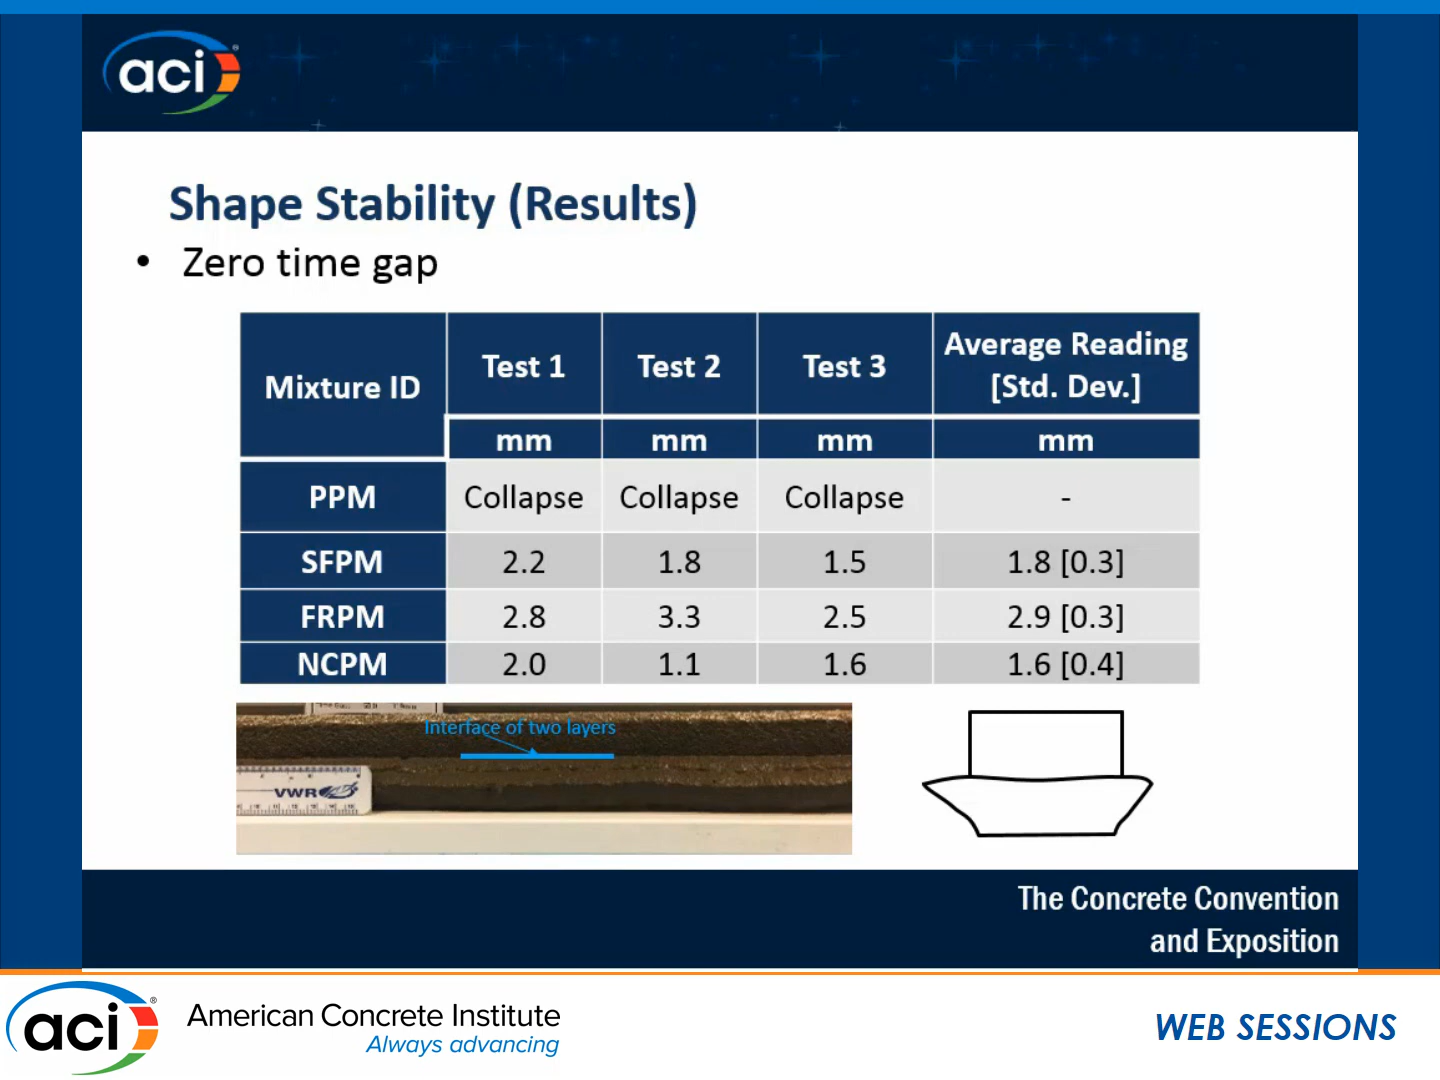 aci
Shape Stability (Results)
• Zero time gap
Mixture ID Test 1 Test 2 Test 3 Average Reading [Std. Dev.]
mm mm mm mm
PPM Collapse Collapse Collapse -
SFPM 2.2 1.8 1.5 1.8 [0.3]
FRPM 2.8 3.3 2.5 2.9 [0.3]
NCPM 2.0 1.1 1.6 1.6 [0.4]
Interface of two layers
VWR
The Concrete Convention
and Exposition
aci American Concrete Institute
Always advancing
WEB SESSIONS